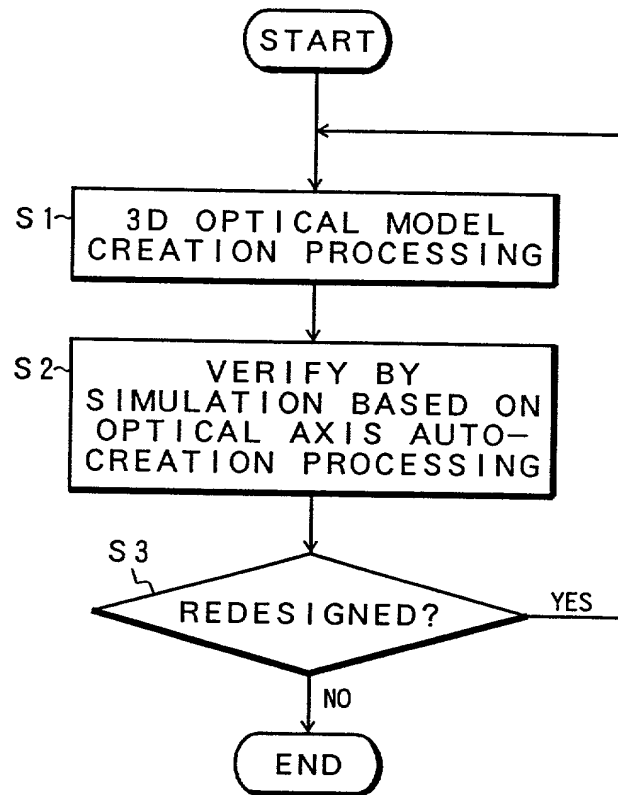 START
S1
3D OPTICAL MODEL
CREATION PROCESSING
S2
VERIFY BY
SIMULATION BASED ON
OPTICAL AXIS AUTO-
CREATION PROCESSING
S3
REDESIGNED?
YES
NO
END